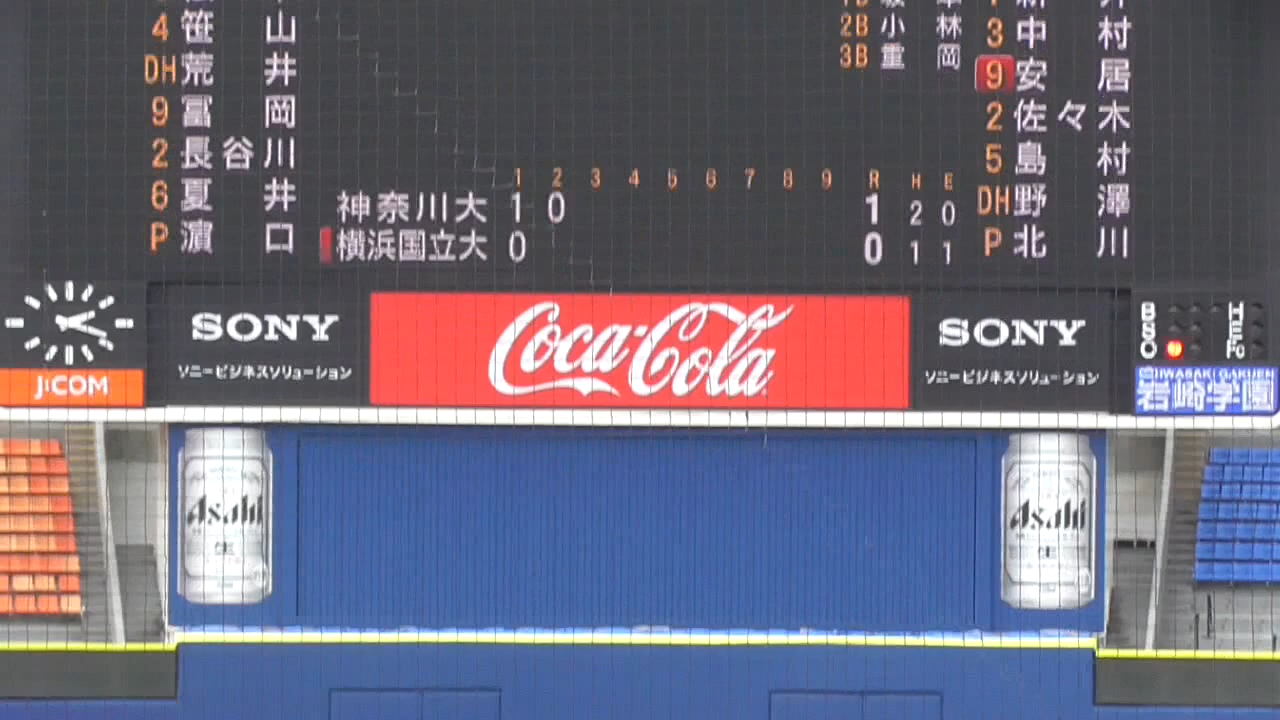 4 笹 山
DH 荒 井
9 冨 岡
2 長谷川
6 夏 井
P 濵 口
2B 小 林
3B 重 岡
3 中 村
9 安 居
2 佐々木
5 島 村
DH 野 澤
P 北 川
1 2 3 4 5 6 7 8 9 R H E
神奈川大 1 0 1 2 0
横浜国立大 0 0 1 1
SONY
ソニービジネスソリューション
Coca-Cola
SONY
ソニービジネスソリューション
B
S
O
H
E
Fc
J:COM
IWASAKI GAKUEN
岩崎学園
Asahi
生
Asahi
生